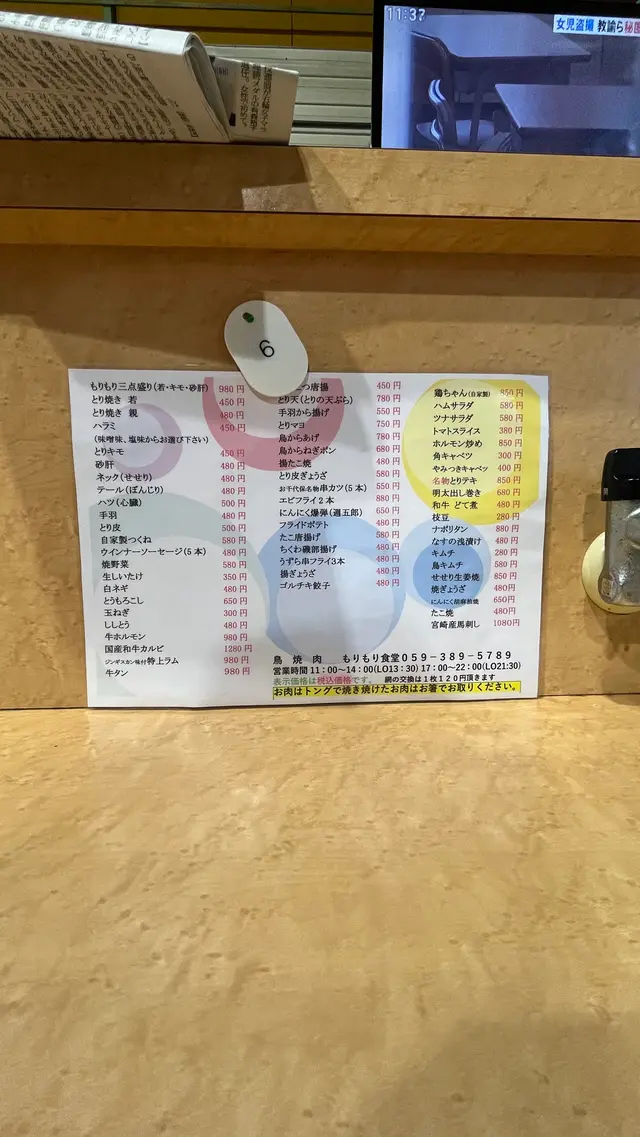 11:37
女児盗撮 教諭ら秘密
6
もりもり三点盛り(若・キモ・砂肝) 980円
とり焼き 若 450円
とり焼き 親 480円
ハラミ 450円
(味噌味、塩味からお選び下さい)
とりキモ 450円
砂肝 480円
ネック(せせり) 480円
テール(ぼんじり) 480円
ハツ(心臓) 500円
手羽 480円
とり皮 500円
自家製つくね 580円
ウインナーソーセージ(5本) 480円
焼野菜 580円
生しいたけ 350円
白ネギ 480円
とうもろこし 650円
玉ねぎ 300円
ししとう 480円
牛ホルモン 980円
国産和牛カルビ 1280円
ジンギスカン味付特上ラム 980円
牛タン 980円
つ唐揚 450円
とり天(とりの天ぷら) 780円
手羽から揚げ 550円
とりマヨ 750円
鳥からあげ 780円
鳥からねぎポン 680円
揚たこ焼 480円
とり皮ぎょうざ 580円
お千代保名物串カツ(5本) 550円
エビフライ2本 880円
にんにく爆弾(週五郎) 650円
フライドポテト 480円
たこ唐揚げ 580円
ちくわ磯部揚げ 480円
うずら串フライ3本 480円
揚ぎょうざ 480円
ゴルチキ餃子 480円
鶏ちゃん(自家製) 850円
ハムサラダ 580円
ツナサラダ 580円
トマトスライス 380円
ホルモン炒め 850円
角キャベツ 300円
やみつきキャベツ 400円
名物とりテキ 850円
明太出し巻き 680円
和牛 どて煮 480円
枝豆 280円
ナポリタン 880円
なすの浅漬け 480円
キムチ 280円
鳥キムチ 580円
せせり生姜焼 850円
焼ぎょうざ 480円
にんにく胡麻油焼 650円
たこ焼 480円
宮崎産馬刺し 1080円
鳥 焼 肉 もりもり食堂059-389-5789
営業時間11:00~14:00(LO13:30) 17:00~22:00(LO21:30)
表示価格は税込価格です。 網の交換は1枚120円頂きます
お肉はトングで焼き焼けたお肉はお箸でお取りください。